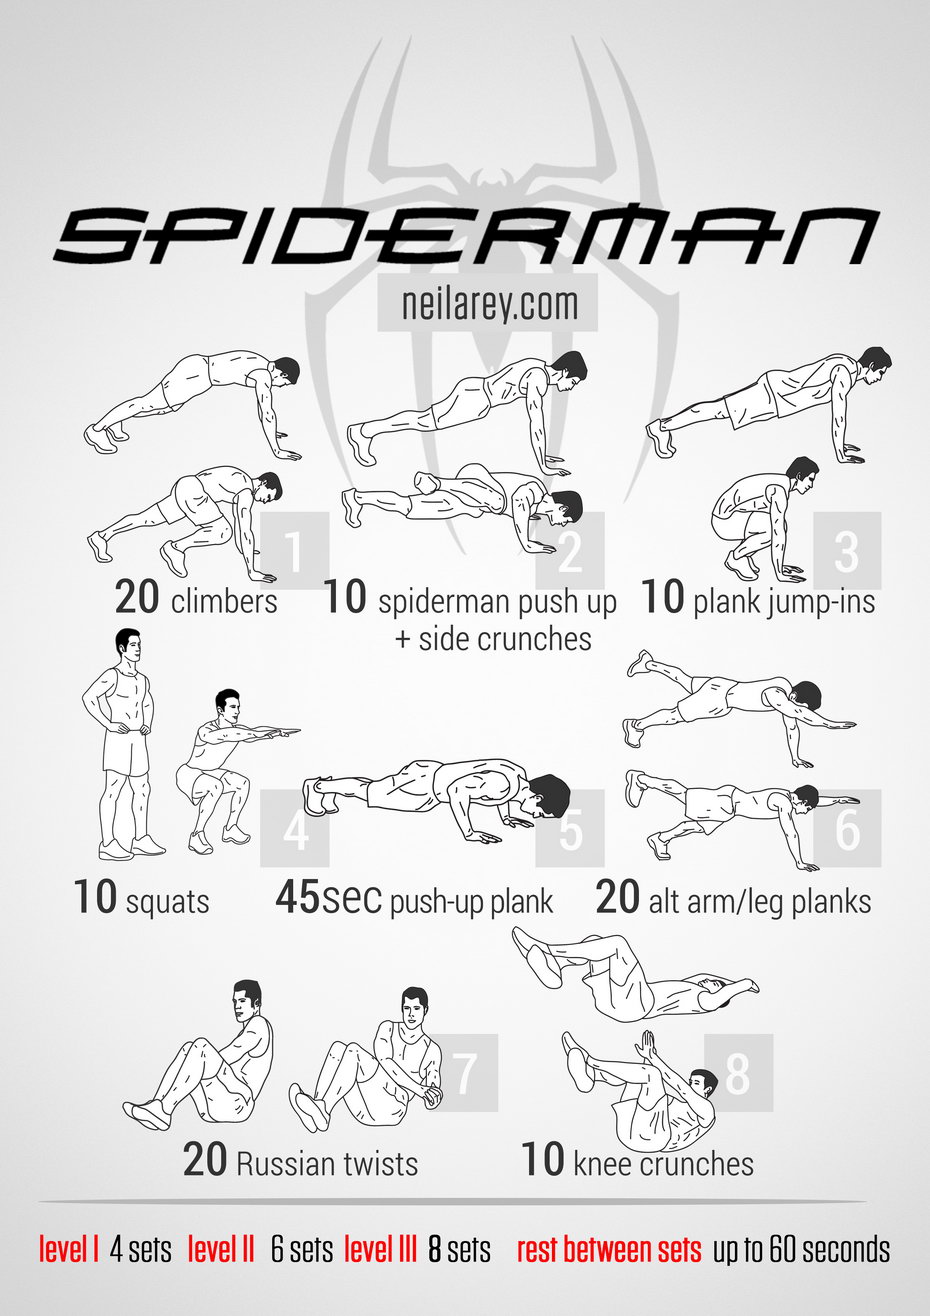 SPIDERMAN
neilarey.com
1
20 climbers
2
10 spiderman push up
+ side crunches
3
10 plank jump-ins
4
10 squats
5
45sec push-up plank
6
20 alt arm/leg planks
7
20 Russian twists
8
10 knee crunches
level I 4 sets level II 6 sets level III 8 sets rest between sets up to 60 seconds